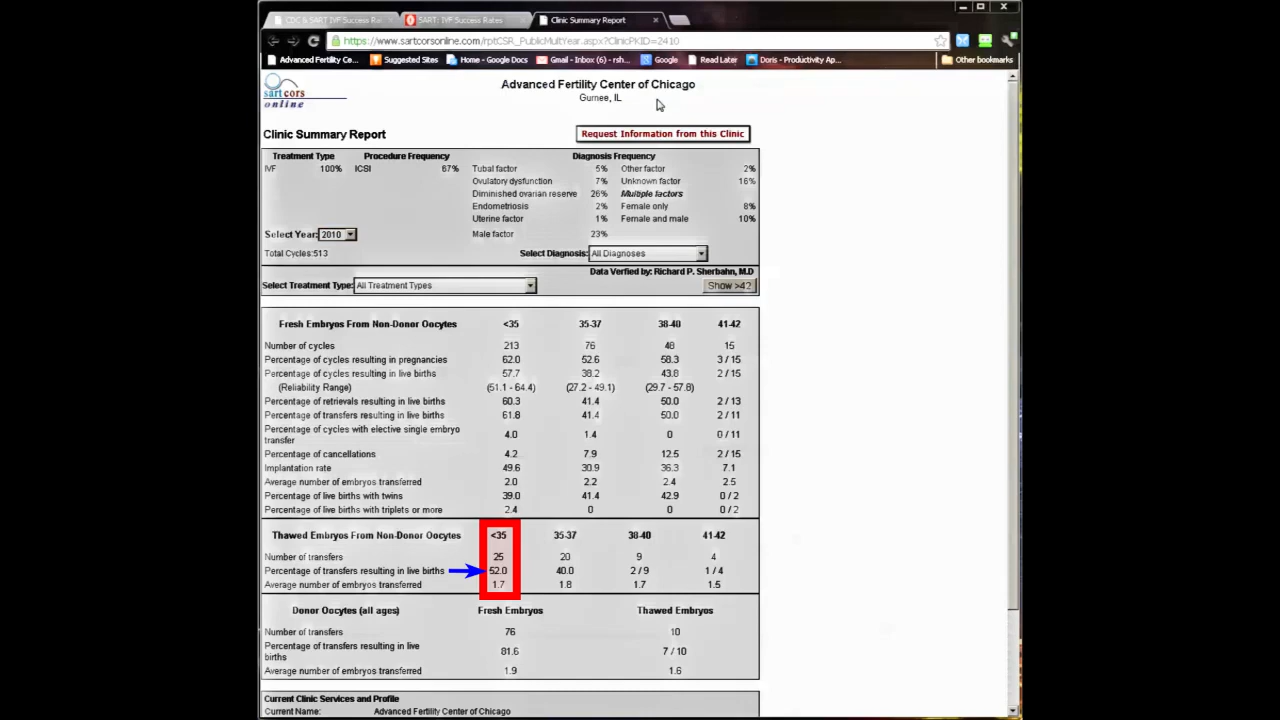 CDC & SART IVF Success Ra
SART: IVF Success Rates
Clinic Summary Report
https://www.sartcorsonline.com/rptCSR_PublicMultYear.aspx?ClinicPKID=2410
Advanced Fertility Ce... Suggested Sites Home - Google Docs Gmail - Inbox (6) - rsh... Google Read Later Doris - Productivity Ap... Other bookmarks
sart cors
online
Advanced Fertility Center of Chicago
Gurnee, IL
Clinic Summary Report
Request Information from this Clinic
Treatment Type Procedure Frequency Diagnosis Frequency
IVF 100% ICSI 67% Tubal factor 5% Other factor 2%
Ovulatory dysfunction 7% Unknown factor 16%
Diminished ovarian reserve 26% Multiple factors
Endometriosis 2% Female only 8%
Uterine factor 1% Female and male 10%
Select Year: 2010 Male factor 23%
Total Cycles:513 Select Diagnosis: All Diagnoses
Data Verfied by: Richard P. Sherbahn, M.D
Select Treatment Type: All Treatment Types Show >42
Fresh Embryos From Non-Donor Oocytes <35 35-37 38-40 41-42
Number of cycles 213 76 48 15
Percentage of cycles resulting in pregnancies 62.0 52.6 58.3 3 / 15
Percentage of cycles resulting in live births 57.7 38.2 43.8 2 / 15
(Reliability Range) (51.1 - 64.4) (27.2 - 49.1) (29.7 - 57.8)
Percentage of retrievals resulting in live births 60.3 41.4 50.0 2 / 13
Percentage of transfers resulting in live births 61.8 41.4 50.0 2 / 11
Percentage of cycles with elective single embryo
transfer 4.0 1.4 0 0 / 11
Percentage of cancellations 4.2 7.9 12.5 2 / 15
Implantation rate 49.6 30.9 36.3 7.1
Average number of embryos transferred 2.0 2.2 2.4 2.5
Percentage of live births with twins 39.0 41.4 42.9 0 / 2
Percentage of live births with triplets or more 2.4 0 0 0 / 2
Thawed Embryos From Non-Donor Oocytes <35 35-37 38-40 41-42
Number of transfers 25 20 9 4
Percentage of transfers resulting in live births 52.0 40.0 2 / 9 1 / 4
Average number of embryos transferred 1.7 1.8 1.7 1.5
Donor Oocytes (all ages) Fresh Embryos Thawed Embryos
Number of transfers 76 10
Percentage of transfers resulting in live
births 81.6 7 / 10
Average number of embryos transferred 1.9 1.6
Current Clinic Services and Profile
Current Name: Advanced Fertility Center of Chicago